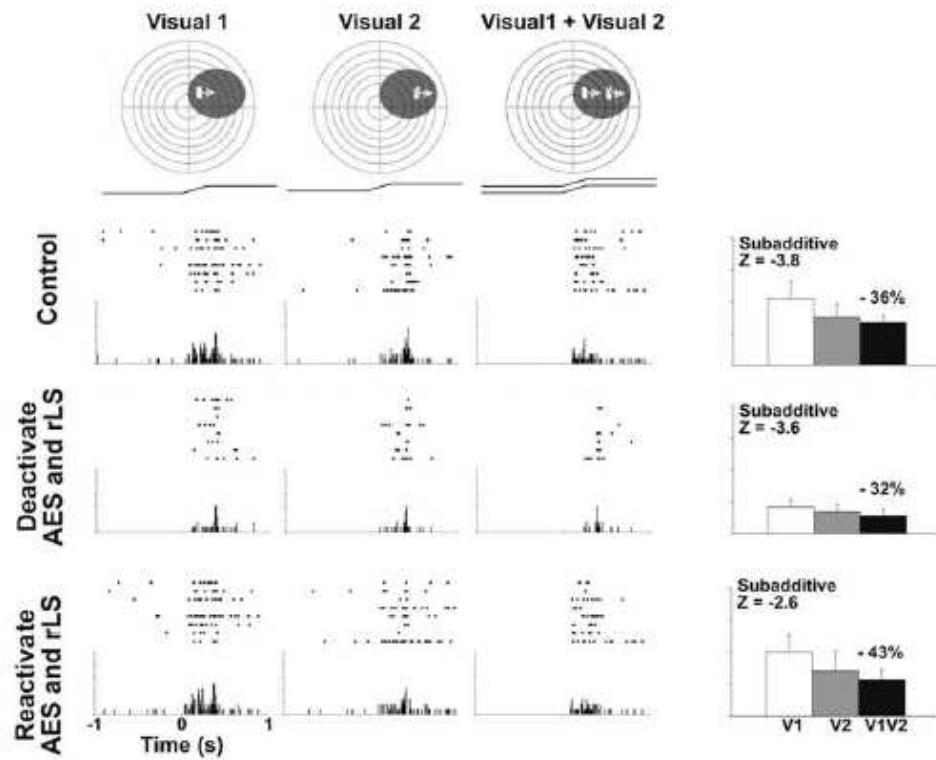 Visual 1
Visual 2
Visual1 + Visual 2
Control
Subadditive
Z = -3.8
- 36%
Deactivate
AES and rLS
Subadditive
Z = -3.6
- 32%
Reactivate
AES and rLS
Subadditive
Z = -2.6
- 43%
-1
0
1
Time (s)
V1
V2
V1V2